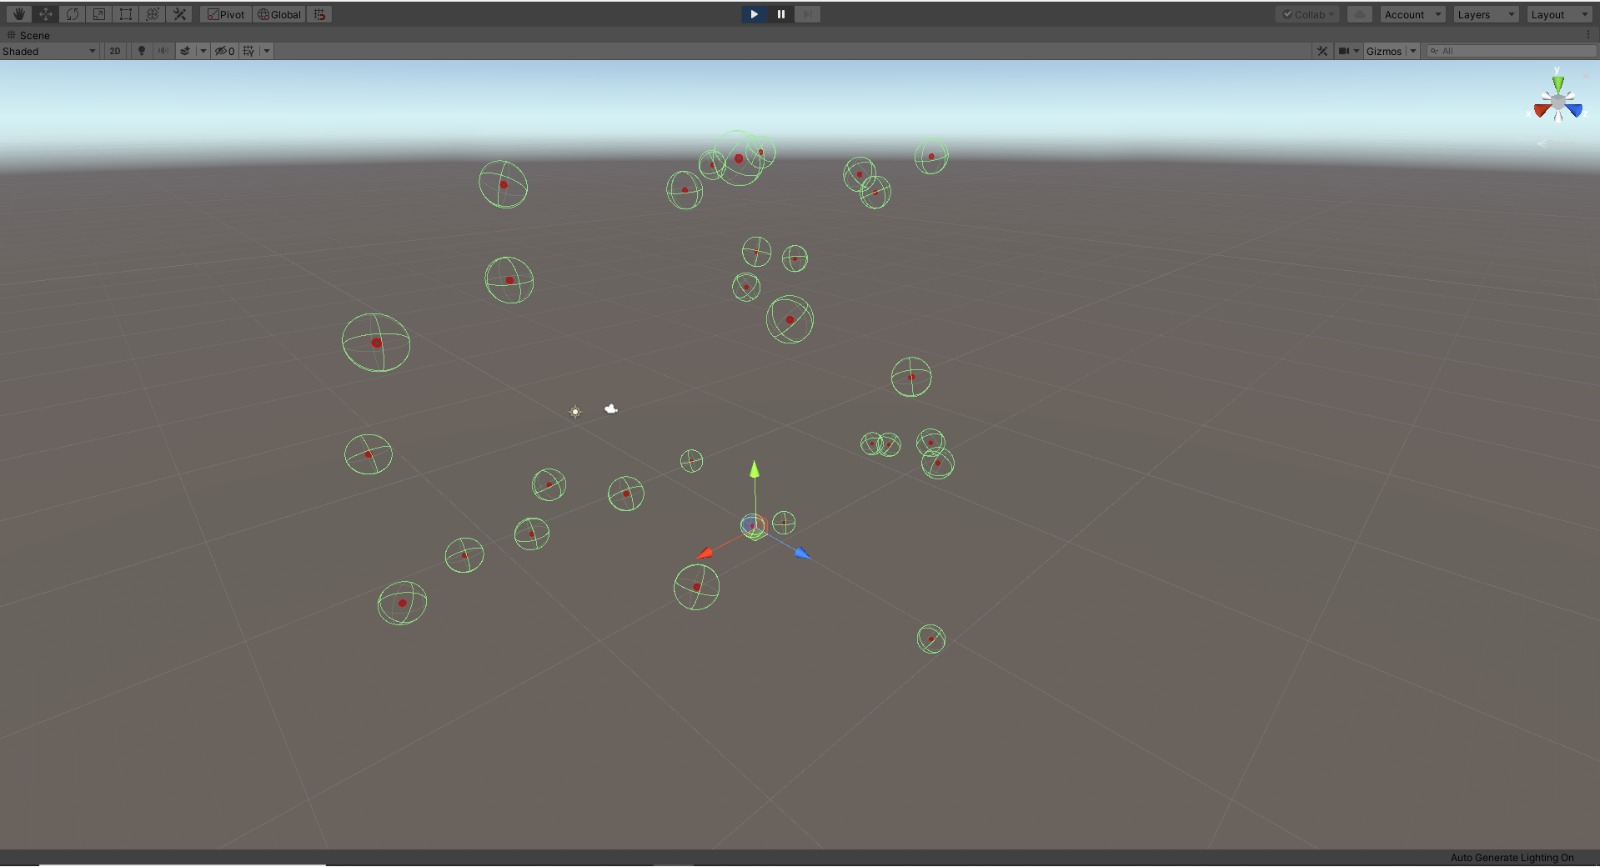 Pivot Global Collab Account Layers Layout
Scene
Shaded 2D 0 Gizmos All
y
x z
Auto Generate Lighting On